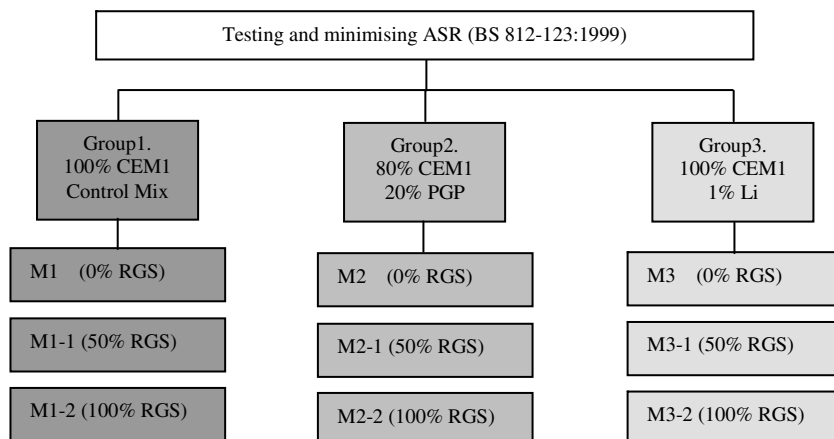 Testing and minimising ASR (BS 812-123:1999)
Group1.
100% CEM1
Control Mix
Group2.
80% CEM1
20% PGP
Group3.
100% CEM1
1% Li
M1 (0% RGS)
M2 (0% RGS)
M3 (0% RGS)
M1-1 (50% RGS)
M2-1 (50% RGS)
M3-1 (50% RGS)
M1-2 (100% RGS)
M2-2 (100% RGS)
M3-2 (100% RGS)